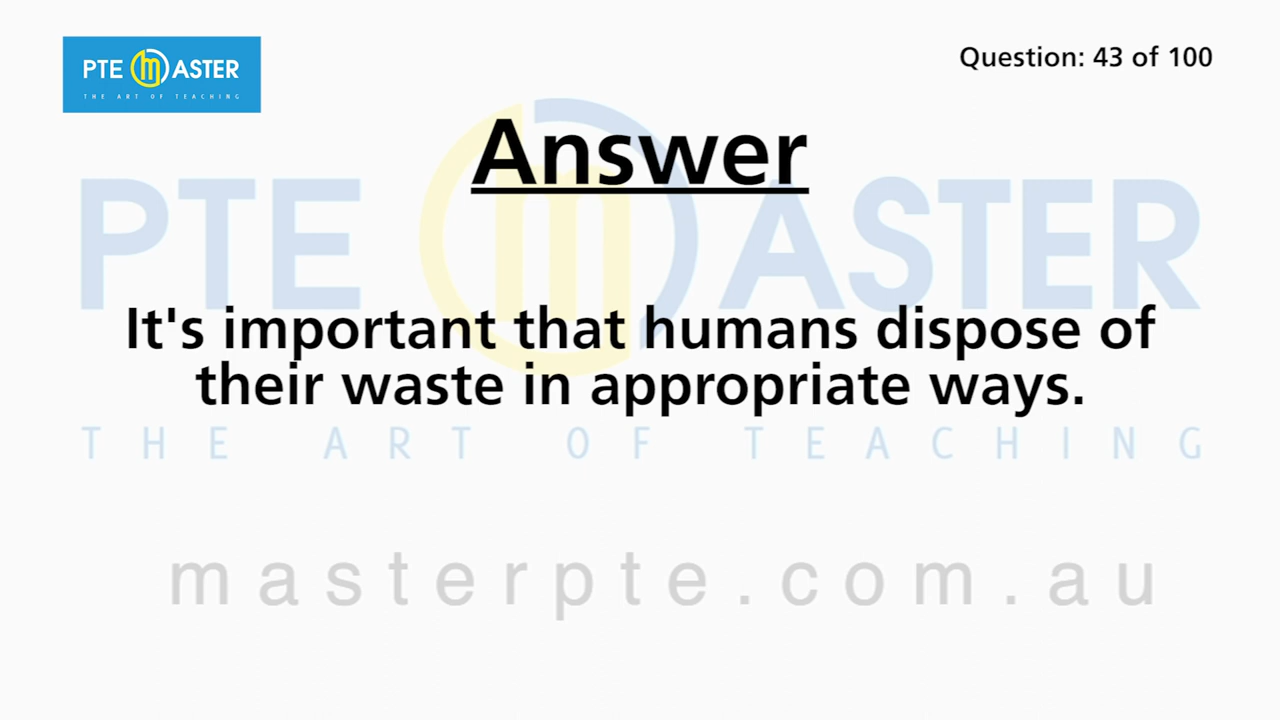 PTE MASTER
THE ART OF TEACHING
Question: 43 of 100
Answer
PTE MASTER
It's important that humans dispose of
their waste in appropriate ways.
THE ART OF TEACHING
masterpte.com.au